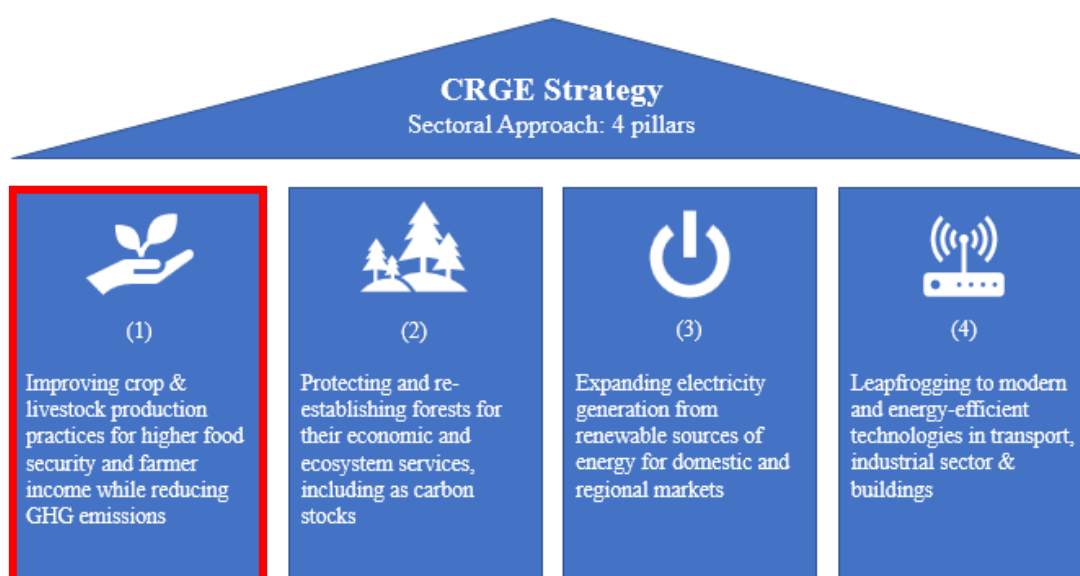 CRGE Strategy
Sectoral Approach: 4 pillars
(1)
Improving crop &
livestock production
practices for higher food
security and farmer
income while reducing
GHG emissions
(2)
Protecting and re-
establishing forests for
their economic and
ecosystem services,
including as carbon
stocks
(3)
Expanding electricity
generation from
renewable sources of
energy for domestic and
regional markets
(4)
Leapfrogging to modern
and energy-efficient
technologies in transport,
industrial sector &
buildings